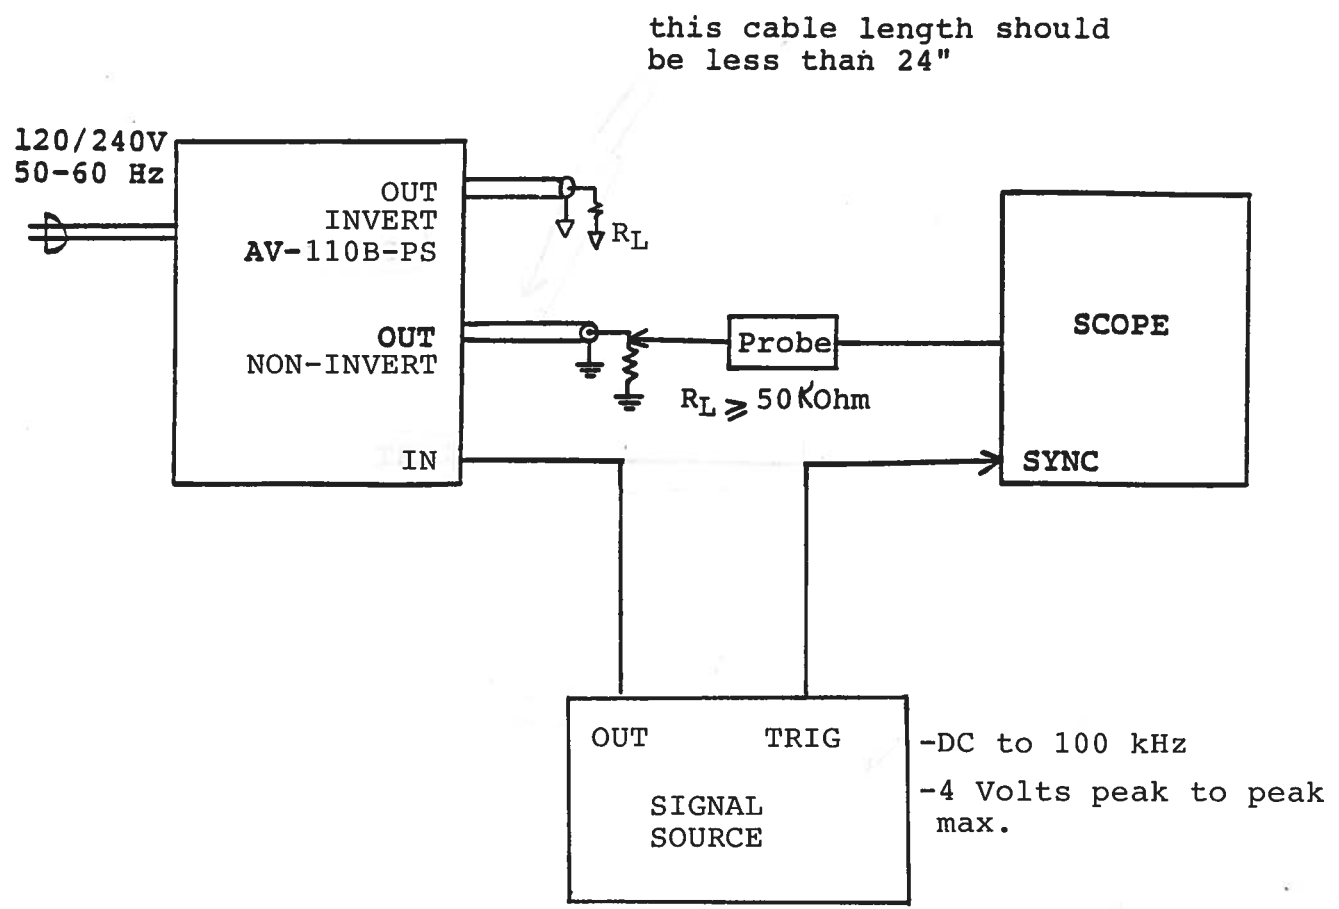 this cable length should
be less than 24"
120/240V
50-60 Hz
OUT
INVERT
AV-110B-PS
RL
OUT
NON-INVERT
Probe
SCOPE
RL ⩾ 50KOhm
IN
SYNC
OUT TRIG
-DC to 100 kHz
-4 Volts peak to peak
max.
SIGNAL
SOURCE